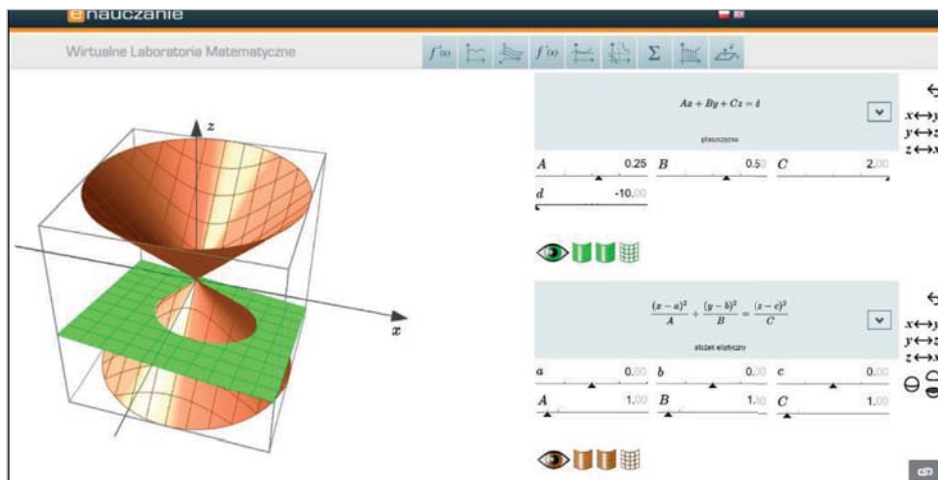 e nauczanie
Wirtualne Laboratoria Matematyczne
f'(x) f'(x) Σ
z
x
Ax + By + Cz = d
płaszczyzna
A 0.25 B 0.50 C 2.00
d -10.00
x↔y
y↔z
z↔x
(x − a)² / A + (y − b)² / B = (z − c)² / C
stożek eliptyczny
a 0.00 b 0.00 c 0.00
A 1.00 B 1.00 C 1.00
x↔y
y↔z
z↔x